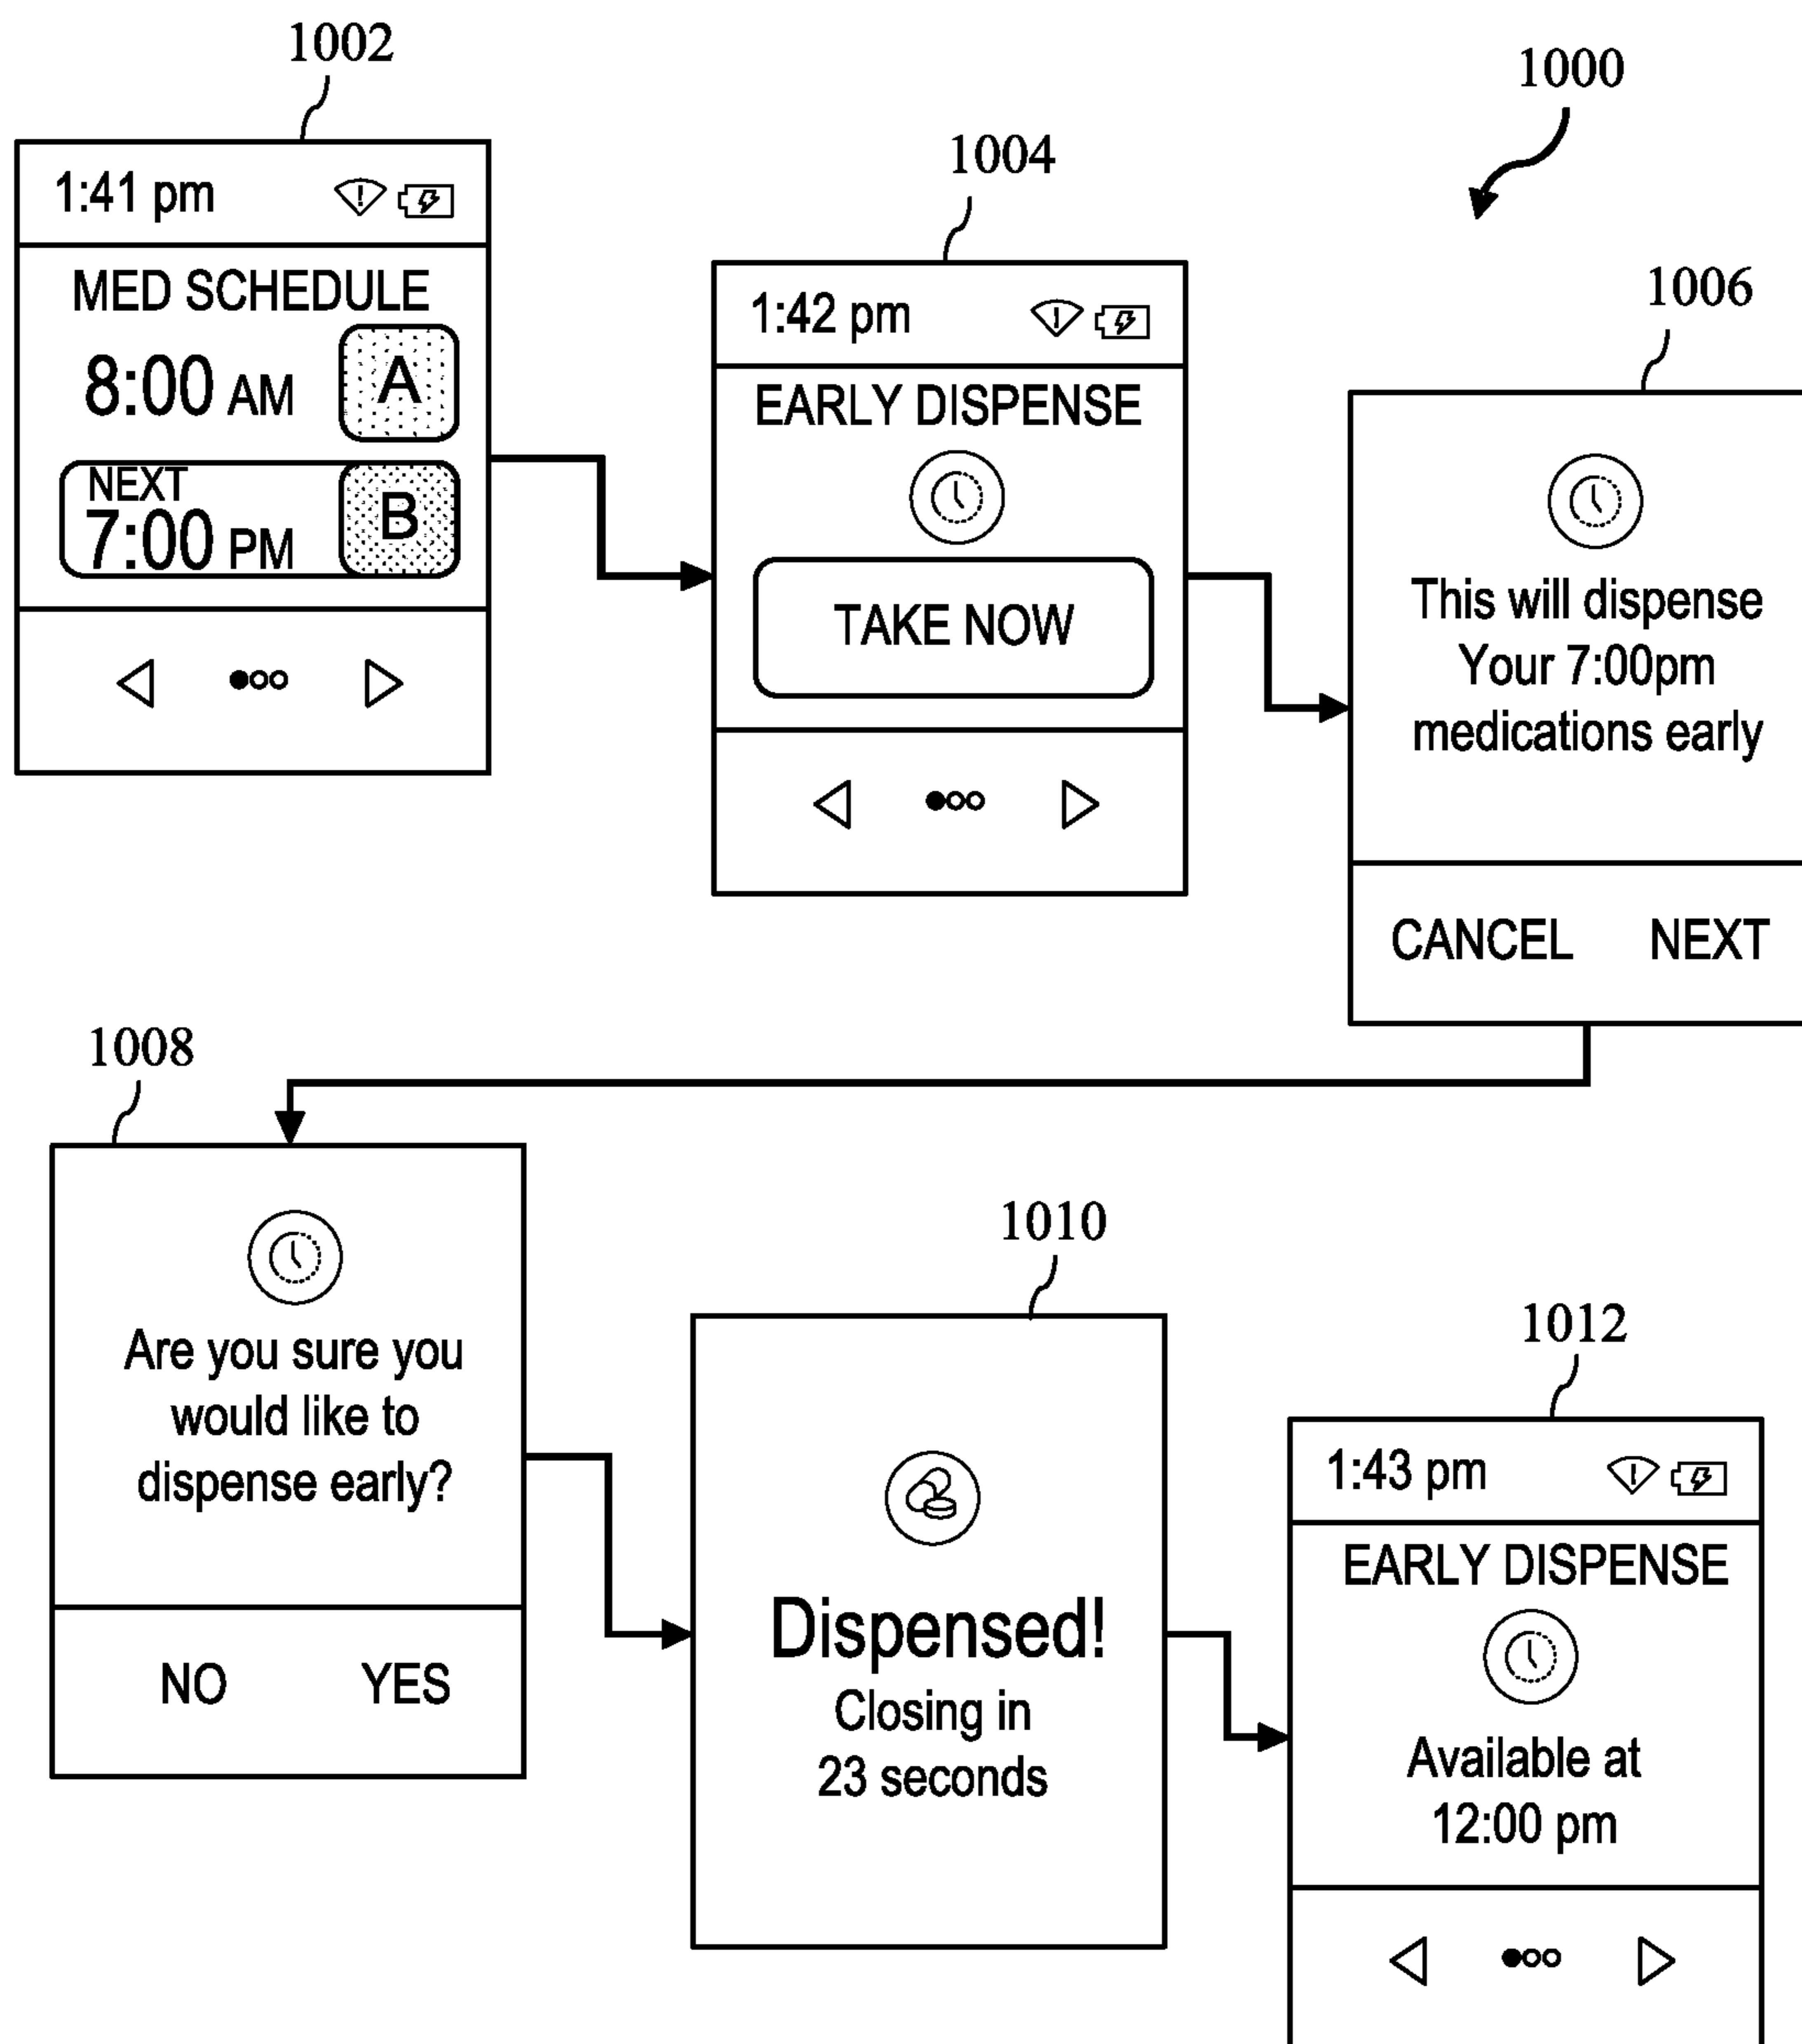 1002
1000
1:41 pm
MED SCHEDULE
8:00 AM
A
NEXT
7:00 PM
B
1004
1:42 pm
EARLY DISPENSE
TAKE NOW
1006
This will dispense
Your 7:00pm
medications early
CANCEL NEXT
1008
Are you sure you
would like to
dispense early?
NO YES
1010
Dispensed!
Closing in
23 seconds
1012
1:43 pm
EARLY DISPENSE
Available at
12:00 pm